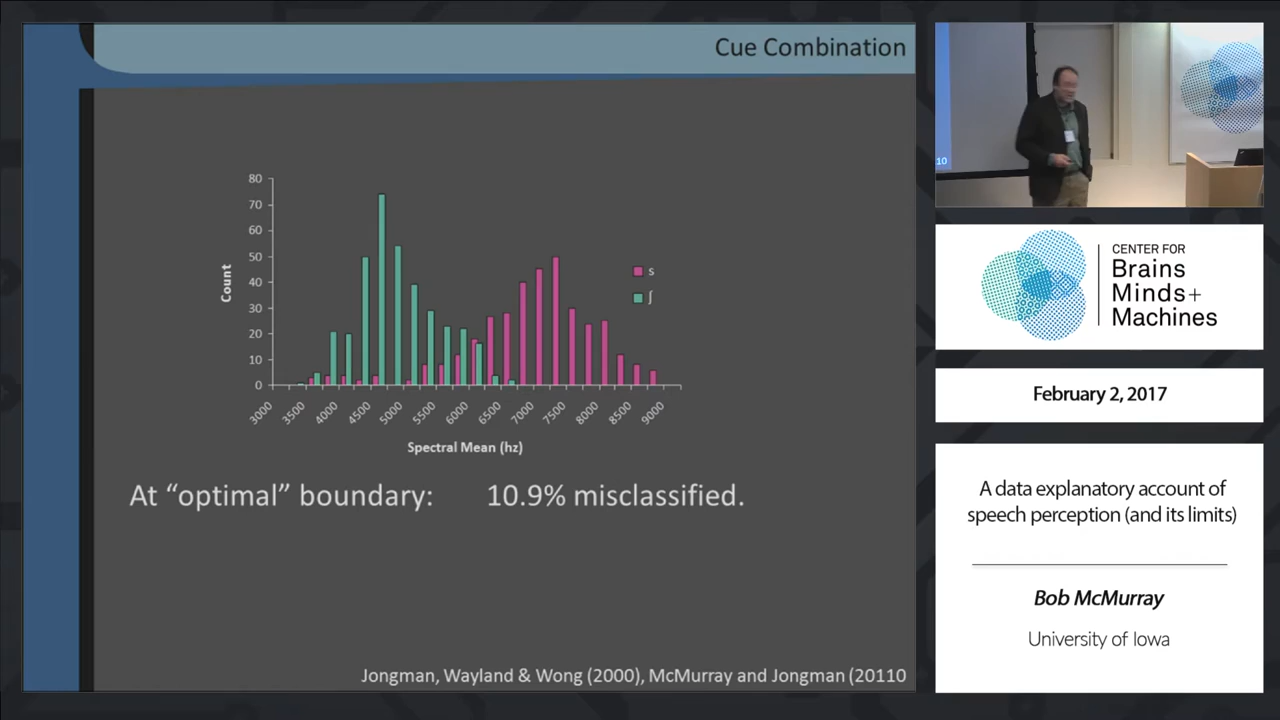 Cue Combination
80
70
60
50
40
30
20
10
0
Count
s
ʃ
3000
3500
4000
4500
5000
5500
6000
6500
7000
7500
8000
8500
9000
Spectral Mean (hz)
At “optimal” boundary: 10.9% misclassified.
Jongman, Wayland & Wong (2000), McMurray and Jongman (20110
10
CENTER FOR
Brains
Minds+
Machines
February 2, 2017
A data explanatory account of
speech perception (and its limits)
Bob McMurray
University of Iowa